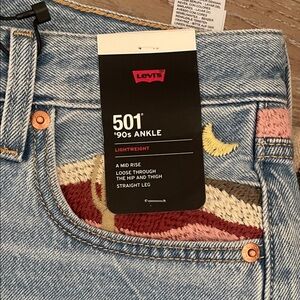 Levi's
501®
'90s ANKLE
LIGHTWEIGHT
A MID RISE
LOOSE THROUGH
THE HIP AND THIGH
STRAIGHT LEG